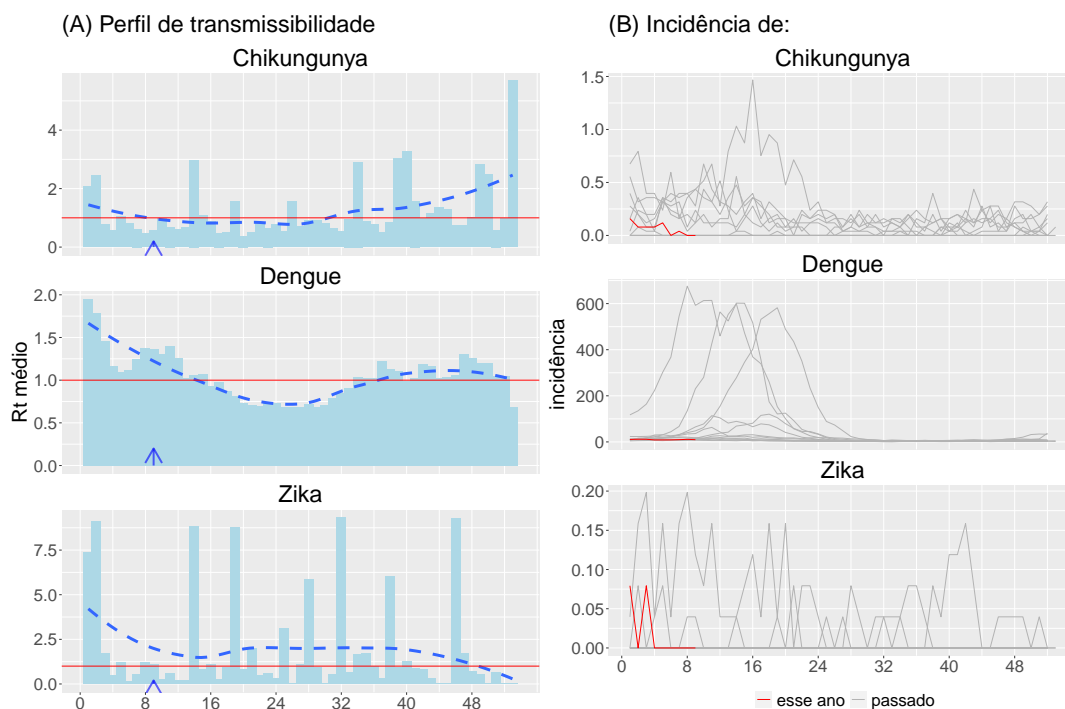 (A) Perfil de transmissibilidade
(B) Incidência de:
Chikungunya
Chikungunya
4
2
0
1.5
1.0
0.5
0.0
Dengue
Dengue
2.0
1.5
1.0
0.5
0.0
Rt médio
600
400
200
0
incidência
Zika
Zika
7.5
5.0
2.5
0.0
0.20
0.15
0.10
0.05
0.00
0 8 16 24 32 40 48
0 8 16 24 32 40 48
esse ano passado